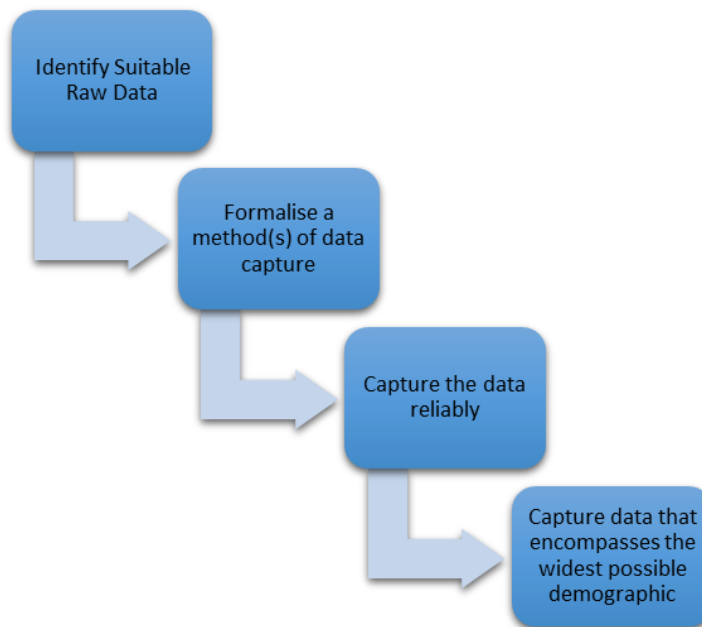 Identify Suitable
Raw Data
Formalise a
method(s) of data
capture
Capture the data
reliably
Capture data that
encompasses the
widest possible
demographic